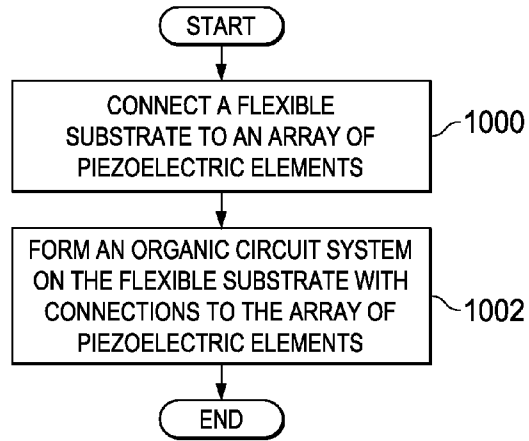 START
CONNECT A FLEXIBLE
SUBSTRATE TO AN ARRAY OF
PIEZOELECTRIC ELEMENTS
1000
FORM AN ORGANIC CIRCUIT SYSTEM
ON THE FLEXIBLE SUBSTRATE WITH
CONNECTIONS TO THE ARRAY OF
PIEZOELECTRIC ELEMENTS
1002
END